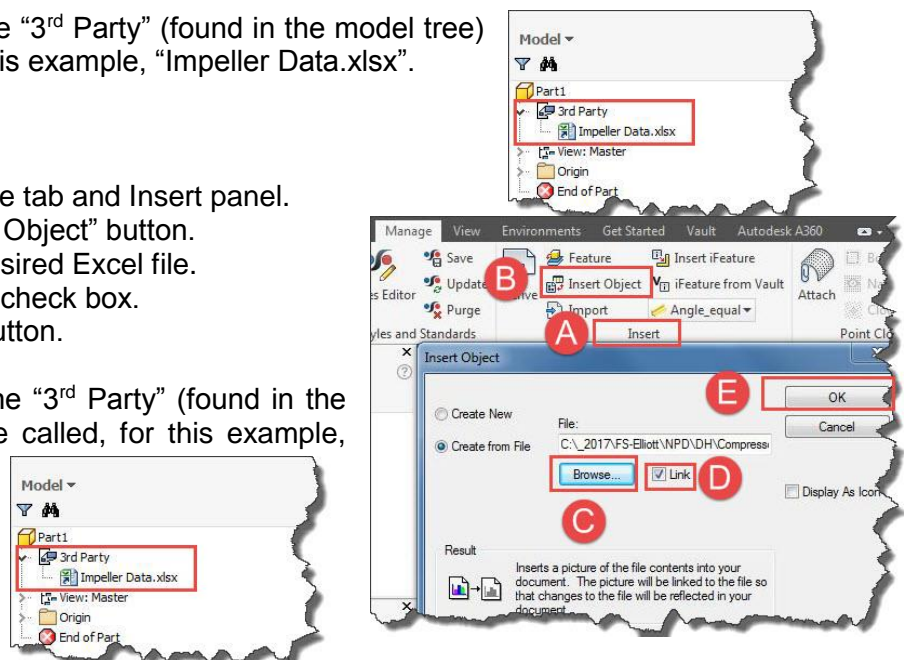 e “3rd Party” (found in the model tree)
is example, “Impeller Data.xlsx”.
Model
Part1
3rd Party
Impeller Data.xlsx
View: Master
Origin
End of Part
e tab and Insert panel.
Object” button.
sired Excel file.
check box.
utton.
Manage View Environments Get Started Vault Autodesk A360
Save Feature Insert iFeature
es Editor Update B Insert Object iFeature from Vault Attach
Purge Import Angle_equal
yles and Standards A Insert Point Clo
Insert Object
E OK
Create New File: Cancel
Create from File C:\_2017\FS-Elliott\NPD\DH\Compresso
Browse... Link D Display As Icon
C
Result
Inserts a picture of the file contents into your
document. The picture will be linked to the file so
that changes to the file will be reflected in your
document.
ne “3rd Party” (found in the
e called, for this example,
Model
Part1
3rd Party
Impeller Data.xlsx
View: Master
Origin
End of Part